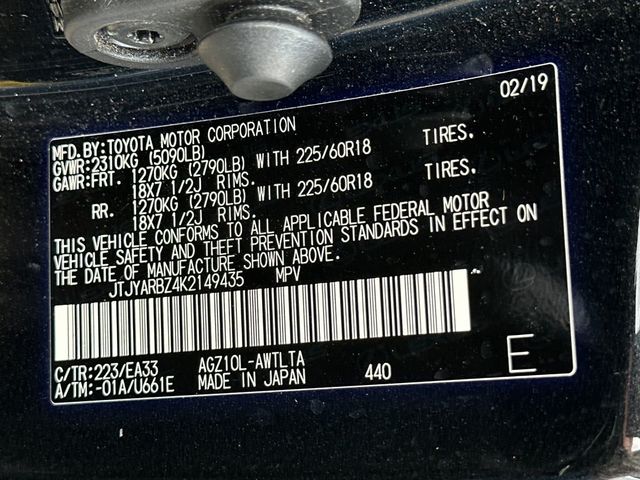 02/19
MFD.BY:TOYOTA MOTOR CORPORATION
GVWR:2310KG (5090LB)
GAWR:FRT. 1270KG (2790LB) WITH 225/60R18 TIRES.
18X7 1/2J RIMS.
RR. 1270KG (2790LB) WITH 225/60R18 TIRES.
18X7 1/2J RIMS.
THIS VEHICLE CONFORMS TO ALL APPLICABLE FEDERAL MOTOR
VEHICLE SAFETY AND THEFT PREVENTION STANDARDS IN EFFECT ON
THE DATE OF MANUFACTURE SHOWN ABOVE.
JTJYARBZ4K2149435 MPV
C/TR:223/EA33 AGZ10L-AWTLTA E
A/TM:-01A/U661E MADE IN JAPAN 440